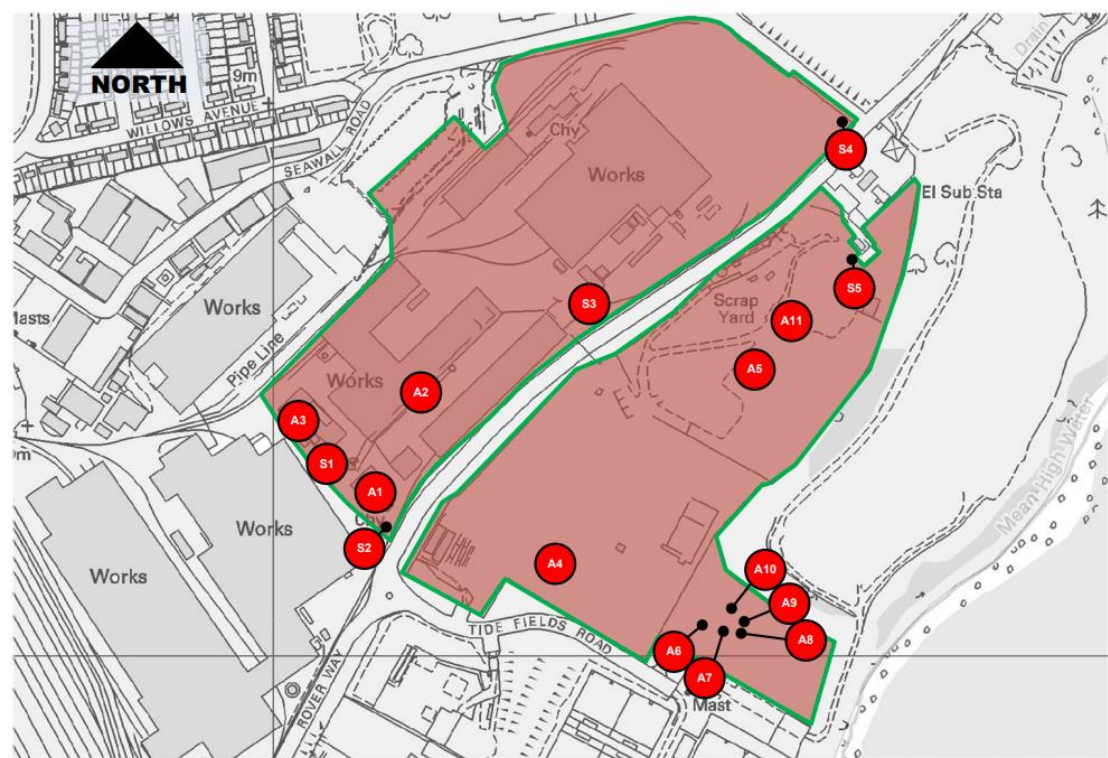 NORTH
9m
WILLOWS AVENUE
SEAWALL ROAD
Drain
Chy
S4
Works
El Sub Sta
S5
Works
S3
Scrap
Yard
A11
Pipe Line
A5
Works
A2
A3
S1
A1
Mean High Water
Works
Chy
S2
Works
A4
A10
A9
A8
TIDE FIELDS ROAD
A6
A7
Mast
ROVER WAY